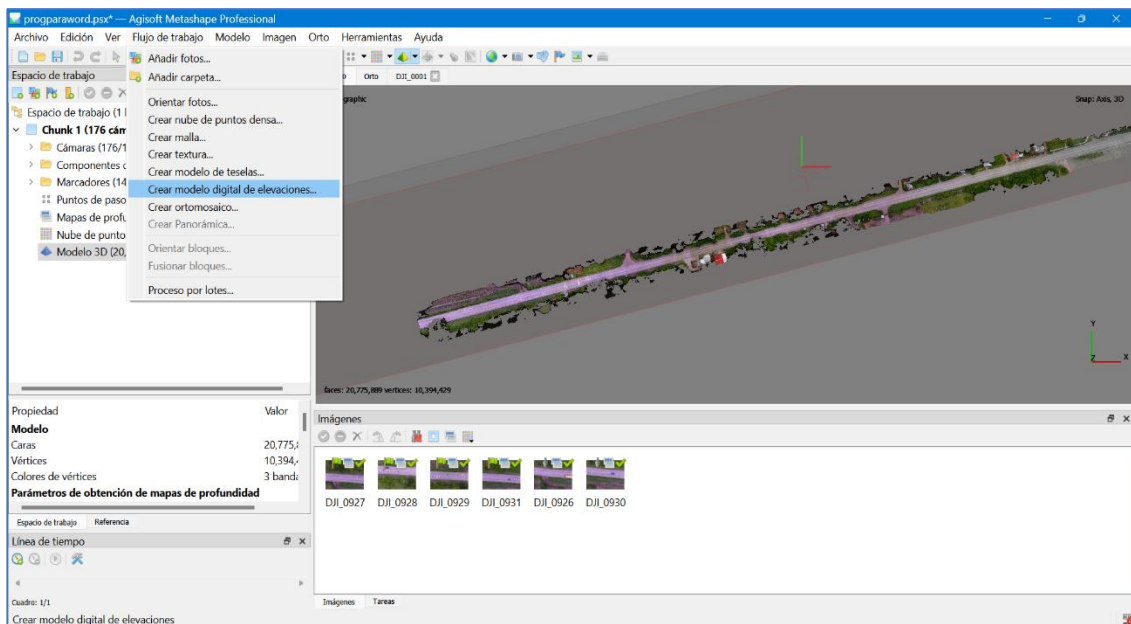 progparaword.psx* — Agisoft Metashape Professional
Archivo Edición Ver Flujo de trabajo Modelo Imagen Orto Herramientas Ayuda
Espacio de trabajo
Espacio de trabajo (1
Chunk 1 (176 cám
Cámaras (176/1
Componentes
Marcadores (14
Puntos de paso
Mapas de profu
Nube de punto
Modelo 3D (20,
Añadir fotos...
Añadir carpeta...
Orientar fotos...
Crear nube de puntos densa...
Crear malla...
Crear textura...
Crear modelo de teselas...
Crear modelo digital de elevaciones...
Crear ortomosaico...
Crear Panorámica...
Orientar bloques...
Fusionar bloques...
Proceso por lotes...
Orto DJI_0001
graphic
Snap: Axis, 3D
Y
Z X
faces: 20,775,889 vertices: 10,394,429
Propiedad Valor
Modelo
Caras 20,775,
Vértices 10,394,
Colores de vértices 3 banda
Parámetros de obtención de mapas de profundidad
Espacio de trabajo Referencia
Línea de tiempo
Cuadro: 1/1
Imágenes
DJI_0927 DJI_0928 DJI_0929 DJI_0931 DJI_0926 DJI_0930
Imágenes Tareas
Crear modelo digital de elevaciones